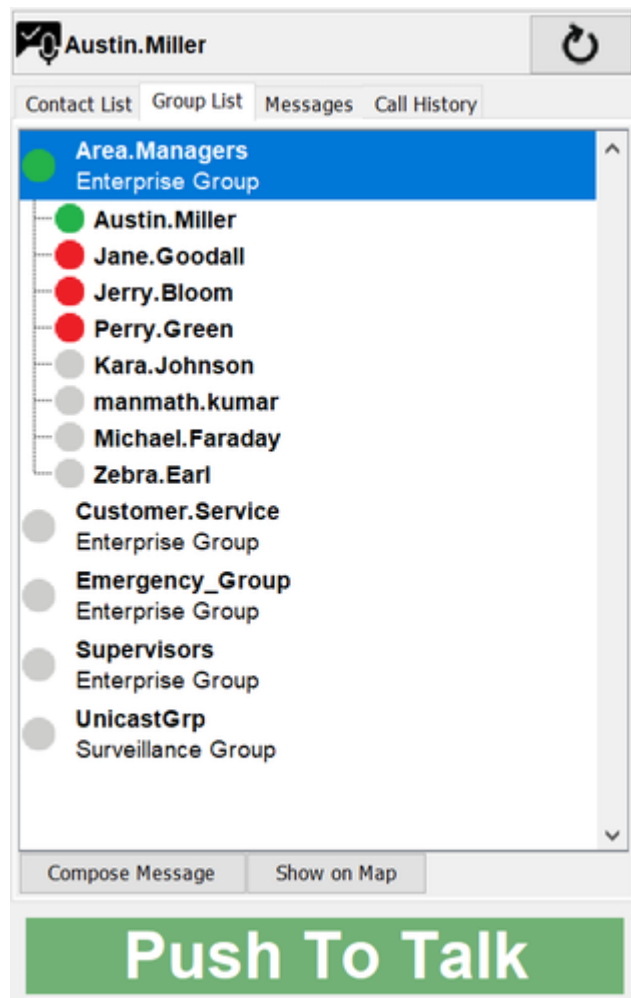 Austin.Miller
Contact List Group List Messages Call History
Area.Managers
Enterprise Group
Austin.Miller
Jane.Goodall
Jerry.Bloom
Perry.Green
Kara.Johnson
manmath.kumar
Michael.Faraday
Zebra.Earl
Customer.Service
Enterprise Group
Emergency_Group
Enterprise Group
Supervisors
Enterprise Group
UnicastGrp
Surveillance Group
Compose Message Show on Map
Push To Talk